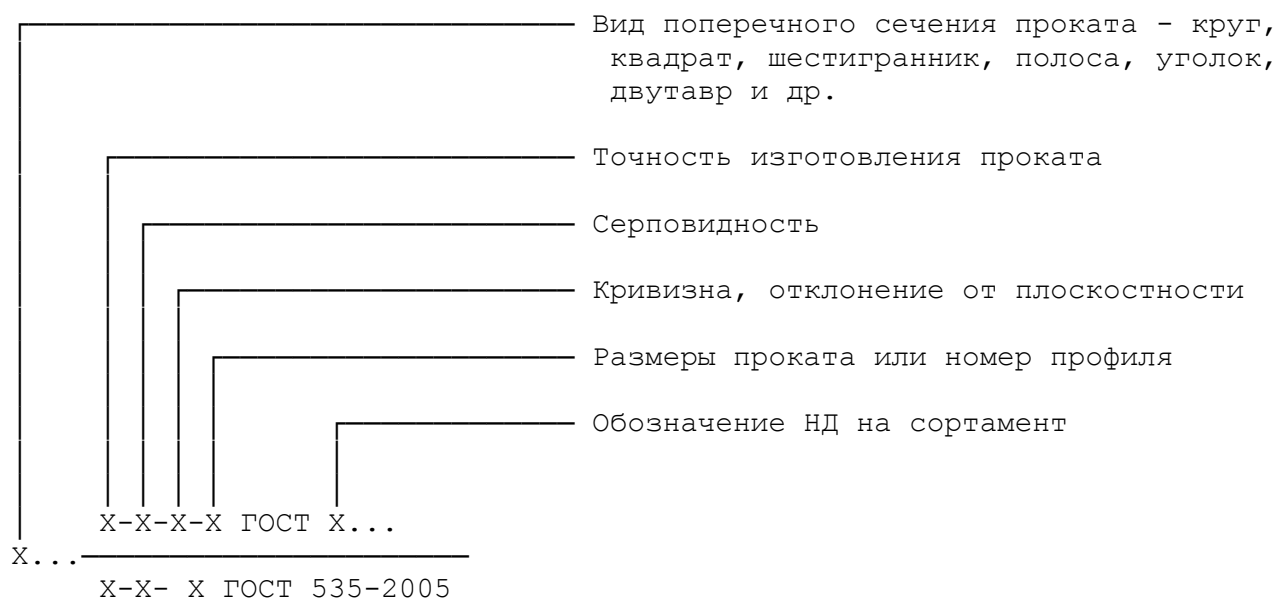 Вид поперечного сечения проката - круг,
квадрат, шестигранник, полоса, уголок,
двутавр и др.
Точность изготовления проката
Серповидность
Кривизна, отклонение от плоскостности
Размеры проката или номер профиля
Обозначение НД на сортамент
Х-Х-Х-Х ГОСТ Х...
Х...
Х-Х- Х ГОСТ 535-2005